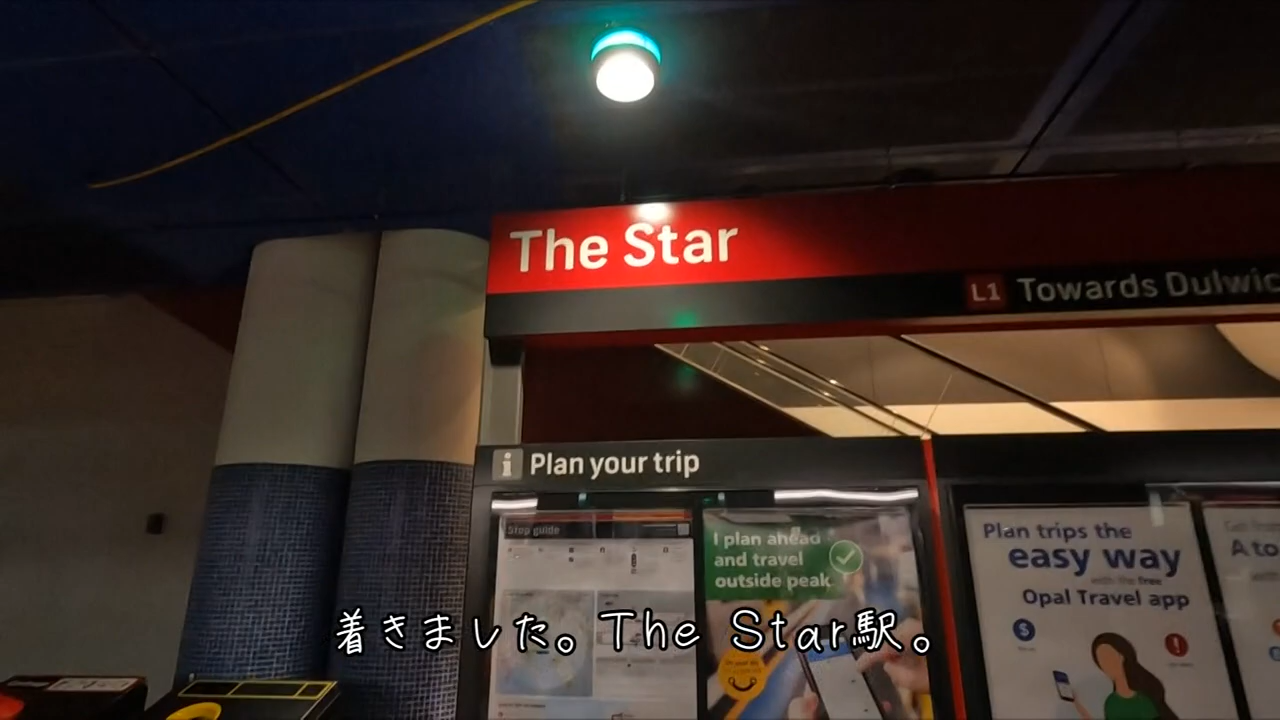 The Star
L1 Towards Dulwic
i Plan your trip
Stop guide
I plan ahead
and travel
outside peak
Plan trips the
easy way
with the free
Opal Travel app
A to
着きました。The Star駅。